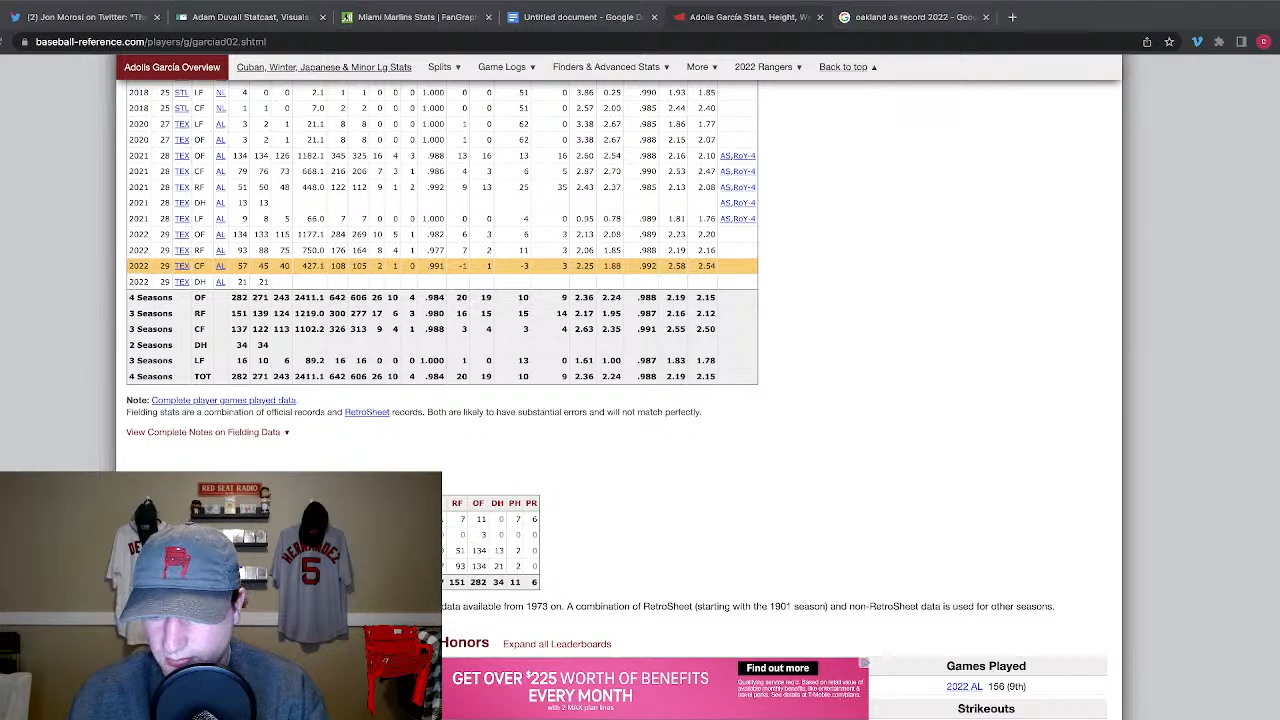 (2) Jon Morosi on Twitter: "The
Adam Duvall Statcast, Visuals
Miami Marlins Stats | FanGraph
Untitled document - Google D
Adolis García Stats, Height, W
oakland as record 2022 - Goo
baseball-reference.com/players/g/garciad02.shtml
Adolis García Overview Cuban, Winter, Japanese & Minor Lg Stats Splits ▼ Game Logs ▼ Finders & Advanced Stats ▼ More ▼ 2022 Rangers ▼ Back to top ▲
2018 25 STL LF NL 4 0 0 2.1 1 1 0 0 0 1.000 51 0 3.86 0.25 .990 1.93 1.85
2018 25 STL CF NL 1 1 0 7.0 2 2 0 0 0 1.000 51 0 2.57 2.00 .985 2.44 2.40
2020 27 TEX LF AL 3 2 1 21.1 8 8 0 0 0 1.000 1 0 62 0 3.38 2.67 .985 1.86 1.77
2020 27 TEX OF AL 3 2 1 21.1 8 8 0 0 0 1.000 1 0 62 0 3.38 2.67 .988 2.15 2.07
2021 28 TEX OF AL 134 134 126 1182.1 345 325 16 4 3 .988 13 16 13 16 2.60 2.54 .988 2.16 2.10 AS,RoY-4
2021 28 TEX CF AL 79 76 73 668.1 216 206 7 3 1 .986 4 3 6 5 2.87 2.70 .990 2.53 2.47 AS,RoY-4
2021 28 TEX RF AL 51 50 48 448.0 122 112 9 1 2 .992 9 13 25 35 2.43 2.37 .985 2.13 2.08 AS,RoY-4
2021 28 TEX DH AL 13 13 AS,RoY-4
2021 28 TEX LF AL 9 8 5 66.0 7 7 0 0 0 1.000 0 0 -4 0 0.95 0.78 .989 1.81 1.76 AS,RoY-4
2022 29 TEX OF AL 134 133 115 1177.1 284 269 10 5 1 .982 6 3 6 3 2.13 2.08 .989 2.23 2.20
2022 29 TEX RF AL 93 88 75 750.0 176 164 8 4 1 .977 7 2 11 3 2.06 1.85 .988 2.19 2.16
2022 29 TEX CF AL 57 45 40 427.1 108 105 2 1 0 .991 -1 1 -3 3 2.25 1.88 .992 2.58 2.54
2022 29 TEX DH AL 21 21
4 Seasons OF 282 271 243 2411.1 642 606 26 10 4 .984 20 19 10 9 2.36 2.24 .988 2.19 2.15
3 Seasons RF 151 139 124 1219.0 300 277 17 6 3 .980 16 15 15 14 2.17 1.95 .987 2.16 2.12
3 Seasons CF 137 122 113 1102.2 326 313 9 4 1 .988 3 4 3 4 2.63 2.35 .991 2.55 2.50
2 Seasons DH 34 34
3 Seasons LF 16 10 6 89.2 16 16 0 0 0 1.000 1 0 13 0 1.61 1.00 .987 1.83 1.78
4 Seasons TOT 282 271 243 2411.1 642 606 26 10 4 .984 20 19 10 9 2.36 2.24 .988 2.19 2.15
Note: Complete player games played data.
Fielding stats are a combination of official records and RetroSheet records. Both are likely to have substantial errors and will not match perfectly.
View Complete Notes on Fielding Data ▼
RED SEAT RADIO
HERNÁNDEZ
5
RF OF DH PH PR
7 11 0 7 6
0 3 0 0 0
51 134 13 2 0
93 134 21 2 0
151 282 34 11 6
data available from 1973 on. A combination of RetroSheet (starting with the 1901 season) and non-RetroSheet data is used for other seasons.
Honors Expand all Leaderboards
GET OVER $225 WORTH OF BENEFITS
EVERY MONTH
with 2 MAX plan lines
Find out more
Games Played
2022 AL 156 (9th)
Strikeouts